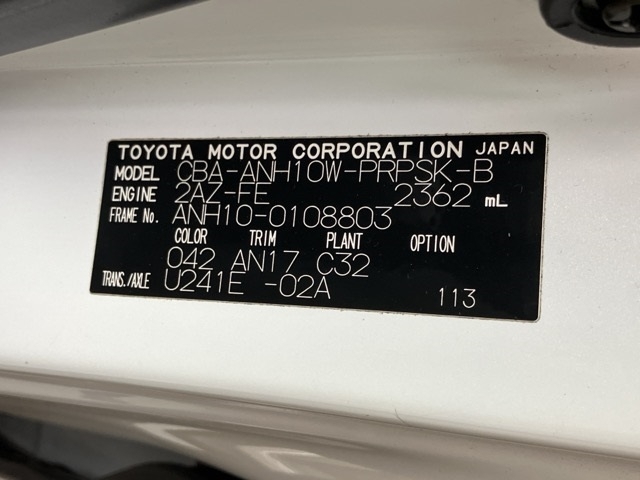 TOYOTA MOTOR CORPORATION JAPAN
MODEL CBA-ANH10W-PRPSK-B
ENGINE 2AZ-FE 2362 mL
FRAME No. ANH10-0108803
COLOR TRIM PLANT OPTION
042 AN17 C32
TRANS./AXLE U241E -02A 113